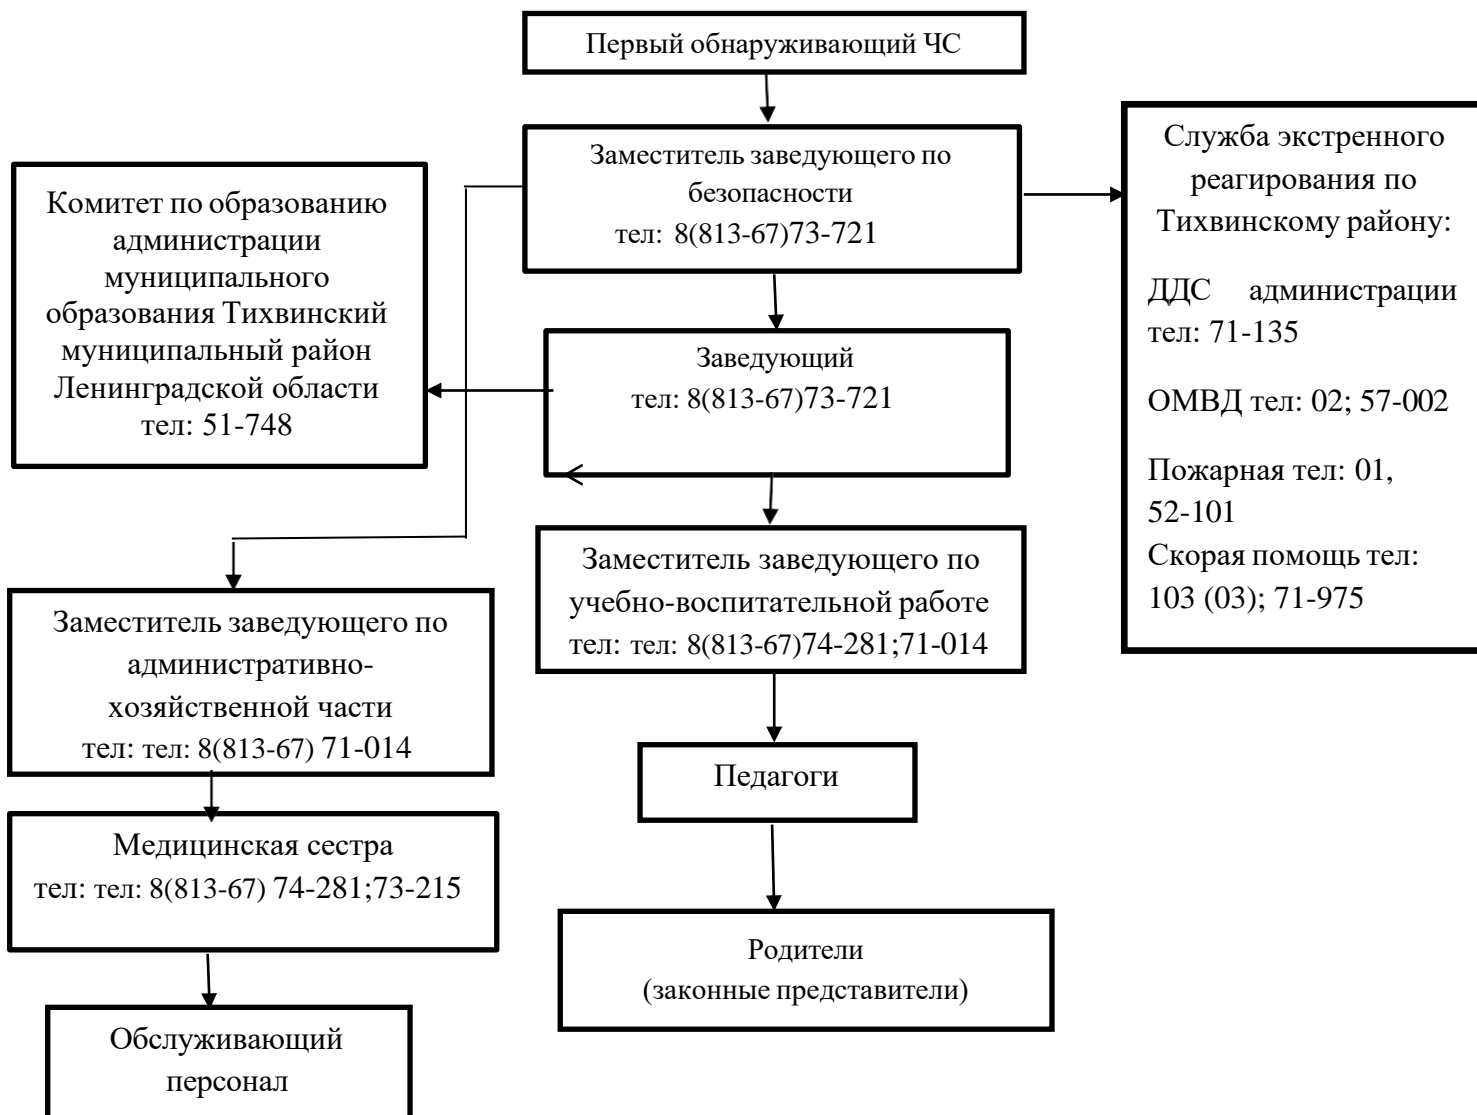 Первый обнаруживающий ЧС
Заместитель заведующего по
безопасности
тел: 8(813-67)73-721
Служба экстренного
реагирования по
Тихвинскому району:
ДДС администрации
тел: 71-135
ОМВД тел: 02; 57-002
Пожарная тел: 01,
52-101
Скорая помощь тел:
103 (03); 71-975
Комитет по образованию
администрации
муниципального
образования Тихвинский
муниципальный район
Ленинградской области
тел: 51-748
Заведующий
тел: 8(813-67)73-721
Заместитель заведующего по
учебно-воспитательной работе
тел: тел: 8(813-67)74-281;71-014
Заместитель заведующего по
административно-
хозяйственной части
тел: тел: 8(813-67) 71-014
Педагоги
Медицинская сестра
тел: тел: 8(813-67) 74-281;73-215
Родители
(законные представители)
Обслуживающий
персонал